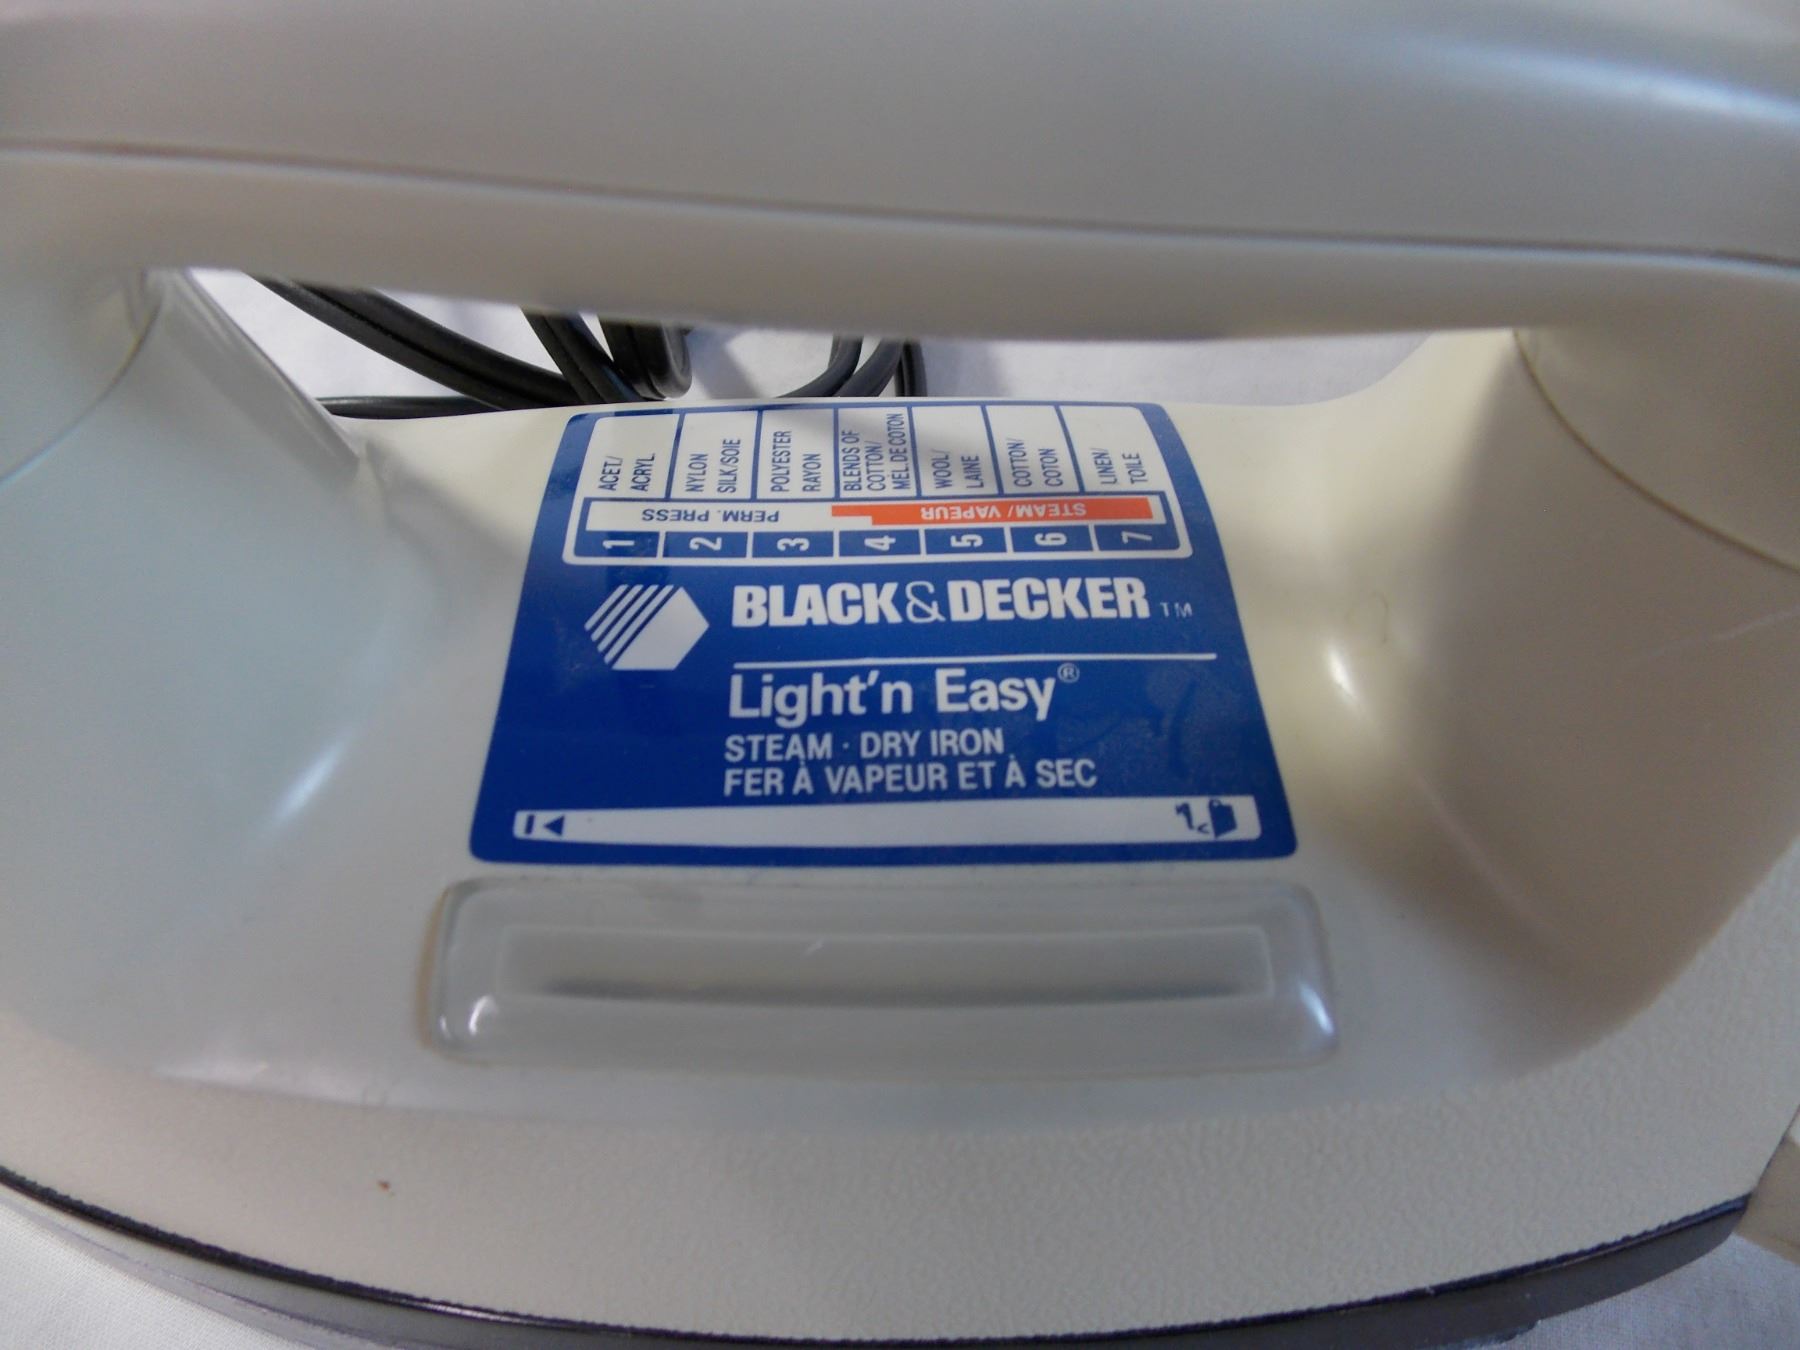 ACET/
ACRYL.
NYLON
SILK/SOIE
POLYESTER
RAYON
BLENDS OF
COTTON/
MEL.DE COTON
WOOL/
LAINE
COTTON/
COTON
LINEN/
TOILE
PERM. PRESS
STEAM/ VAPEUR
1 2 3 4 5 6 7
BLACK & DECKER TM
Light'n Easy®
STEAM · DRY IRON
FER À VAPEUR ET À SEC